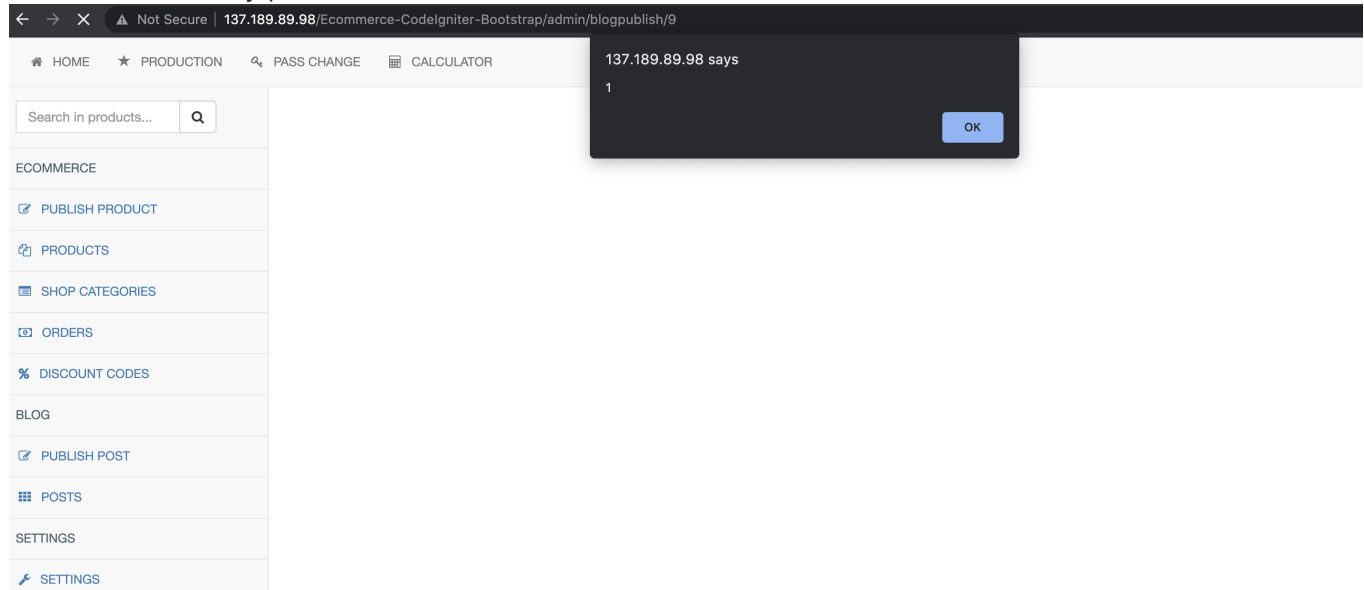 Not Secure | 137.189.89.98/Ecommerce-CodeIgniter-Bootstrap/admin/blogpublish/9
HOME PRODUCTION PASS CHANGE CALCULATOR
137.189.89.98 says
1
OK
Search in products...
ECOMMERCE
PUBLISH PRODUCT
PRODUCTS
SHOP CATEGORIES
ORDERS
% DISCOUNT CODES
BLOG
PUBLISH POST
POSTS
SETTINGS
SETTINGS